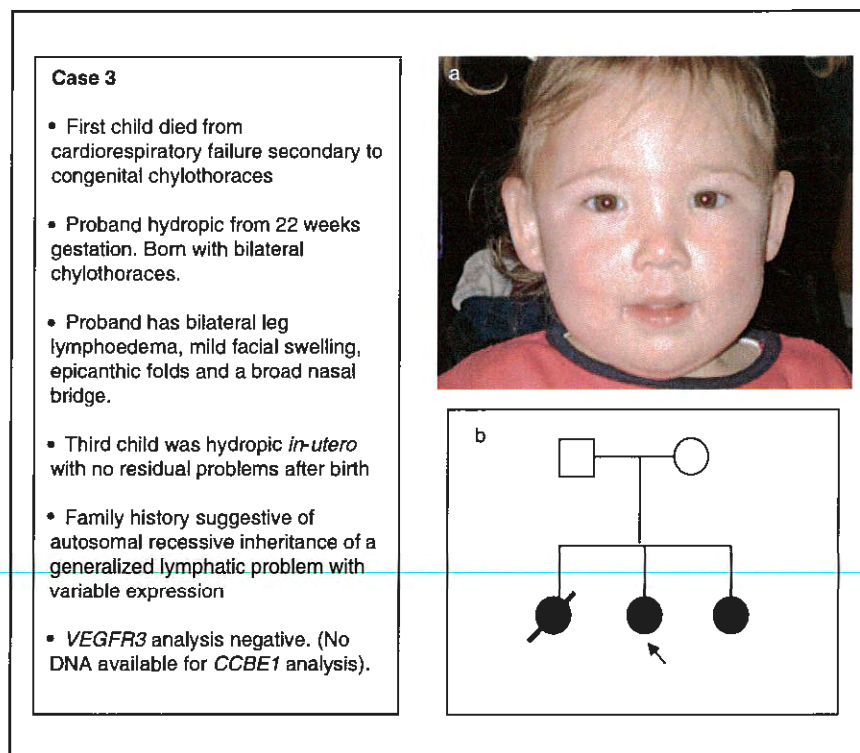 Case 3
• First child died from
cardiorespiratory failure secondary to
congenital chylothoraces
• Proband hydropic from 22 weeks
gestation. Born with bilateral
chylothoraces.
• Proband has bilateral leg
lymphoedema, mild facial swelling,
epicanthic folds and a broad nasal
bridge.
• Third child was hydropic in-utero
with no residual problems after birth
• Family history suggestive of
autosomal recessive inheritance of a
generalized lymphatic problem with
variable expression
• VEGFR3 analysis negative. (No
DNA available for CCBE1 analysis).
a
b